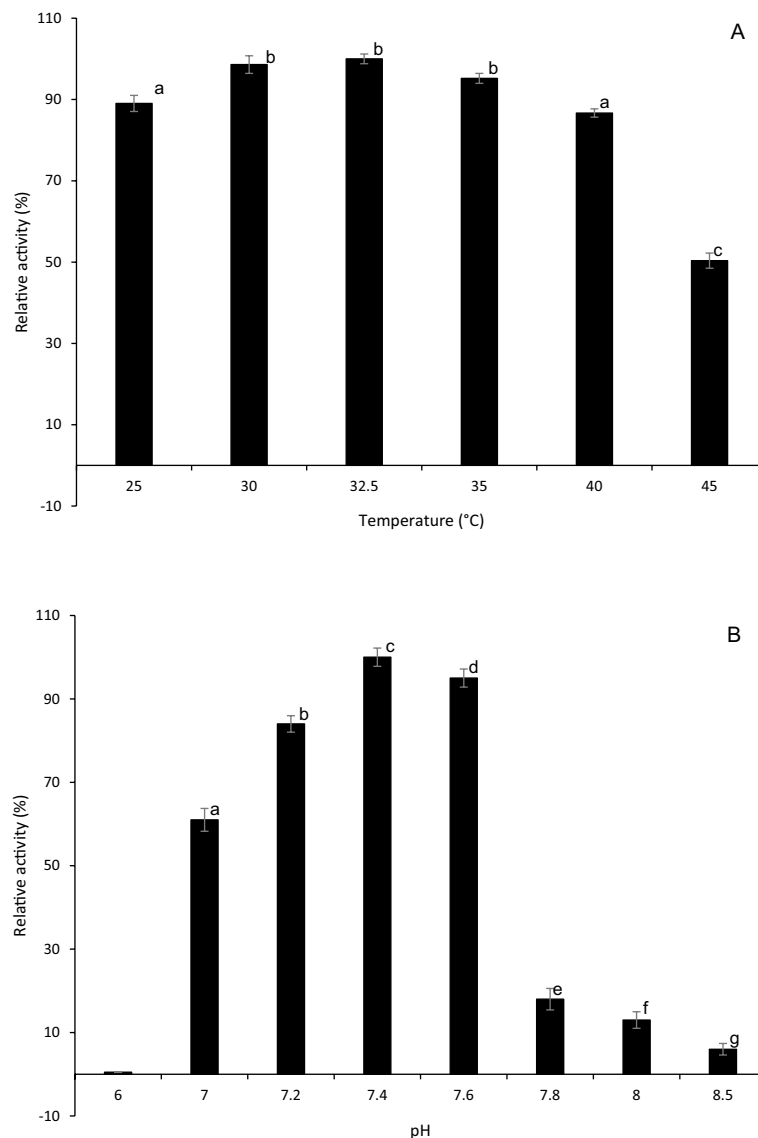 110
90
70
50
30
10
-10
Relative activity (%)
A
a
b
b
b
a
c
25 30 32.5 35 40 45
Temperature (°C)
110
90
70
50
30
10
-10
Relative activity (%)
B
a
b
c
d
e
f
g
6 7 7.2 7.4 7.6 7.8 8 8.5
pH